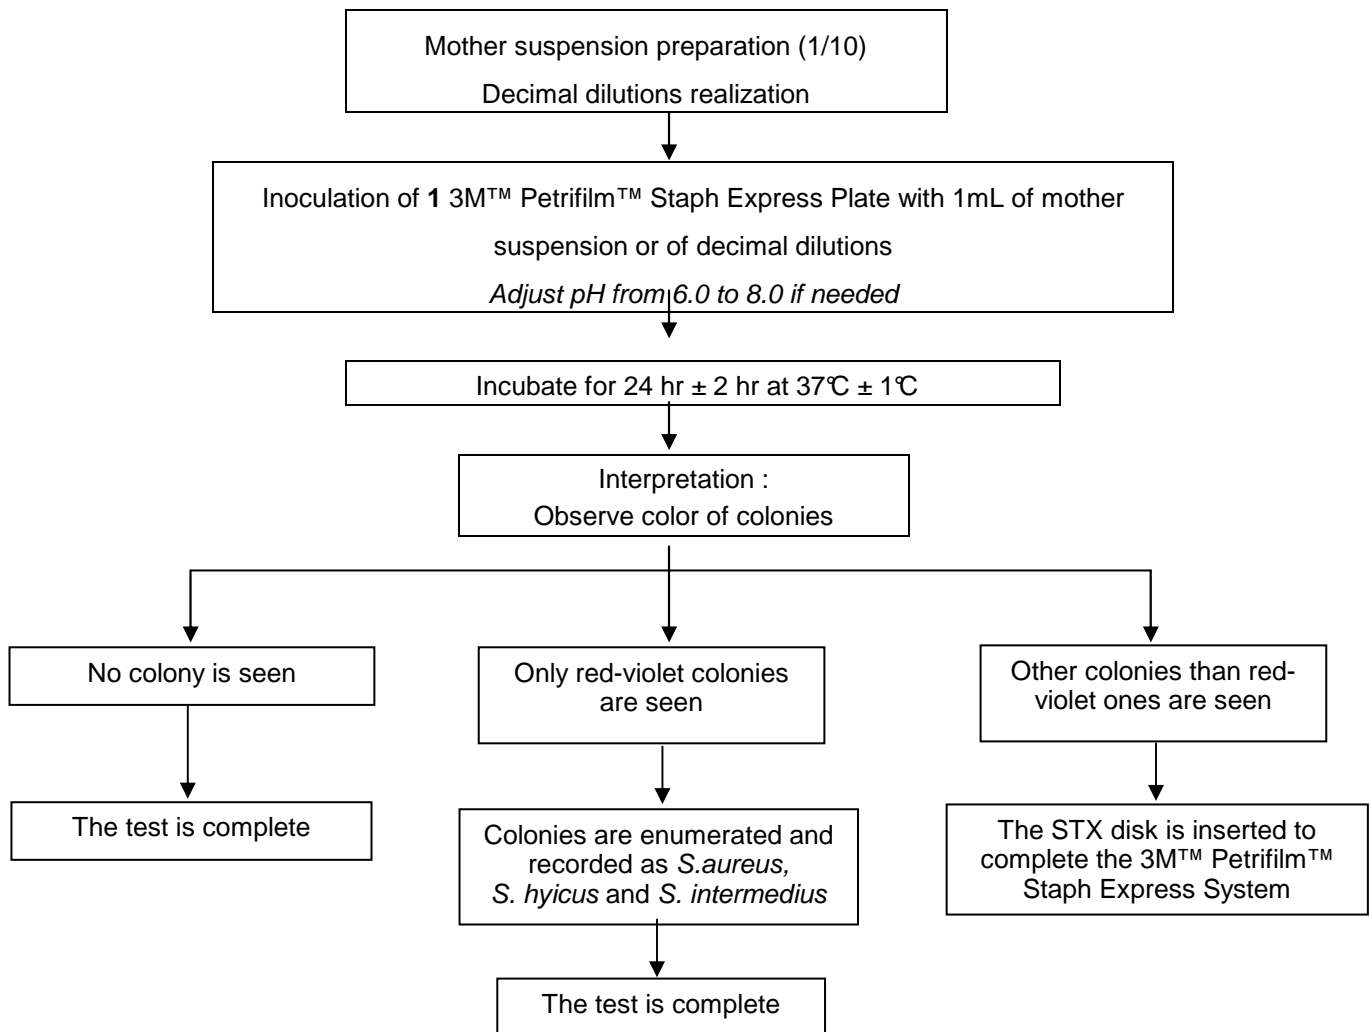 Mother suspension preparation (1/10)
Decimal dilutions realization
Inoculation of 1 3M™ Petrifilm™ Staph Express Plate with 1mL of mother
suspension or of decimal dilutions
Adjust pH from 6.0 to 8.0 if needed
Incubate for 24 hr ± 2 hr at 37°C ± 1°C
Interpretation :
Observe color of colonies
No colony is seen
Only red-violet colonies
are seen
Other colonies than red-
violet ones are seen
The test is complete
Colonies are enumerated and
recorded as S.aureus,
S. hyicus and S. intermedius
The STX disk is inserted to
complete the 3M™ Petrifilm™
Staph Express System
The test is complete